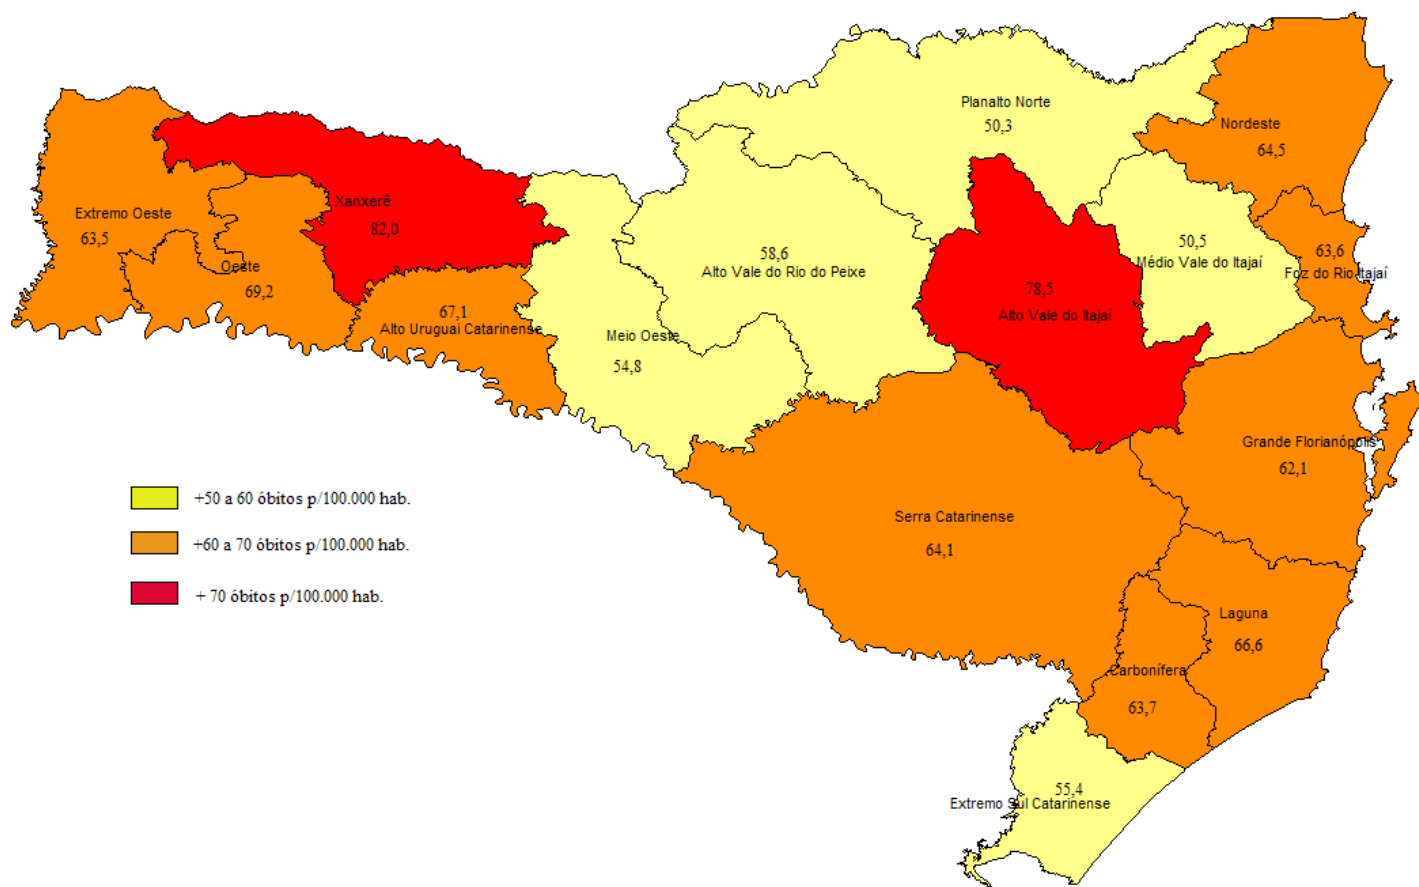 Planalto Norte
50,3
Nordeste
64,5
Xanxerê
82,0
Extremo Oeste
63,5
Oeste
69,2
58,6
Alto Vale do Rio do Peixe
50,5
Médio Vale do Itajaí
63,6
Foz do Rio Itajaí
78,5
Alto Vale do Itajaí
67,1
Alto Uruguai Catarinense
Meio Oeste
54,8
Grande Florianópolis
62,1
+50 a 60 óbitos p/100.000 hab.
+60 a 70 óbitos p/100.000 hab.
+ 70 óbitos p/100.000 hab.
Serra Catarinense
64,1
Laguna
66,6
Carbonífera
63,7
55,4
Extremo Sul Catarinense